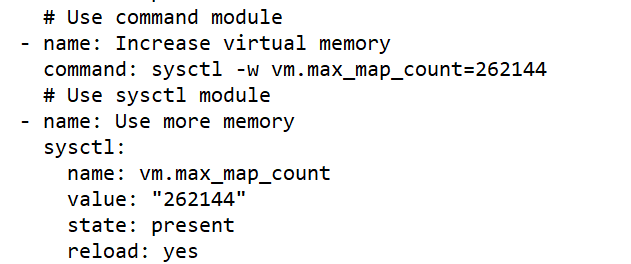 # Use command module
- name: Increase virtual memory
command: sysctl -w vm.max_map_count=262144
# Use sysctl module
- name: Use more memory
sysctl:
name: vm.max_map_count
value: "262144"
state: present
reload: yes